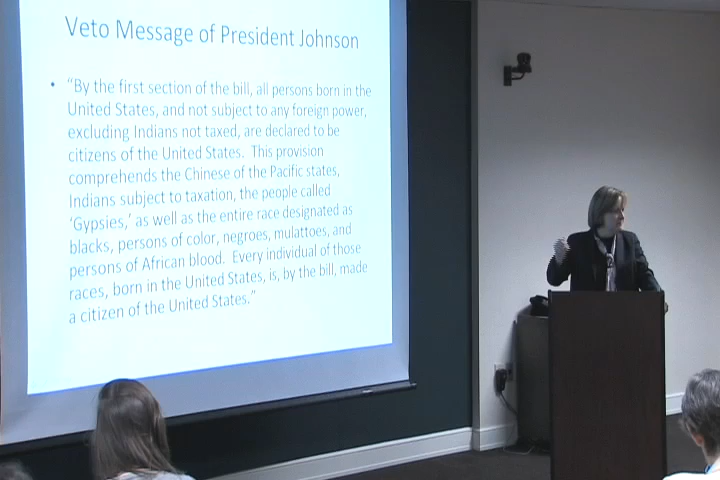 Veto Message of President Johnson
• “By the first section of the bill, all persons born in the
United States, and not subject to any foreign power,
excluding Indians not taxed, are declared to be
citizens of the United States. This provision
comprehends the Chinese of the Pacific states,
Indians subject to taxation, the people called
‘Gypsies,’ as well as the entire race designated as
blacks, persons of color, negroes, mulattoes, and
persons of African blood. Every individual of those
races, born in the United States, is, by the bill, made
a citizen of the United States.”